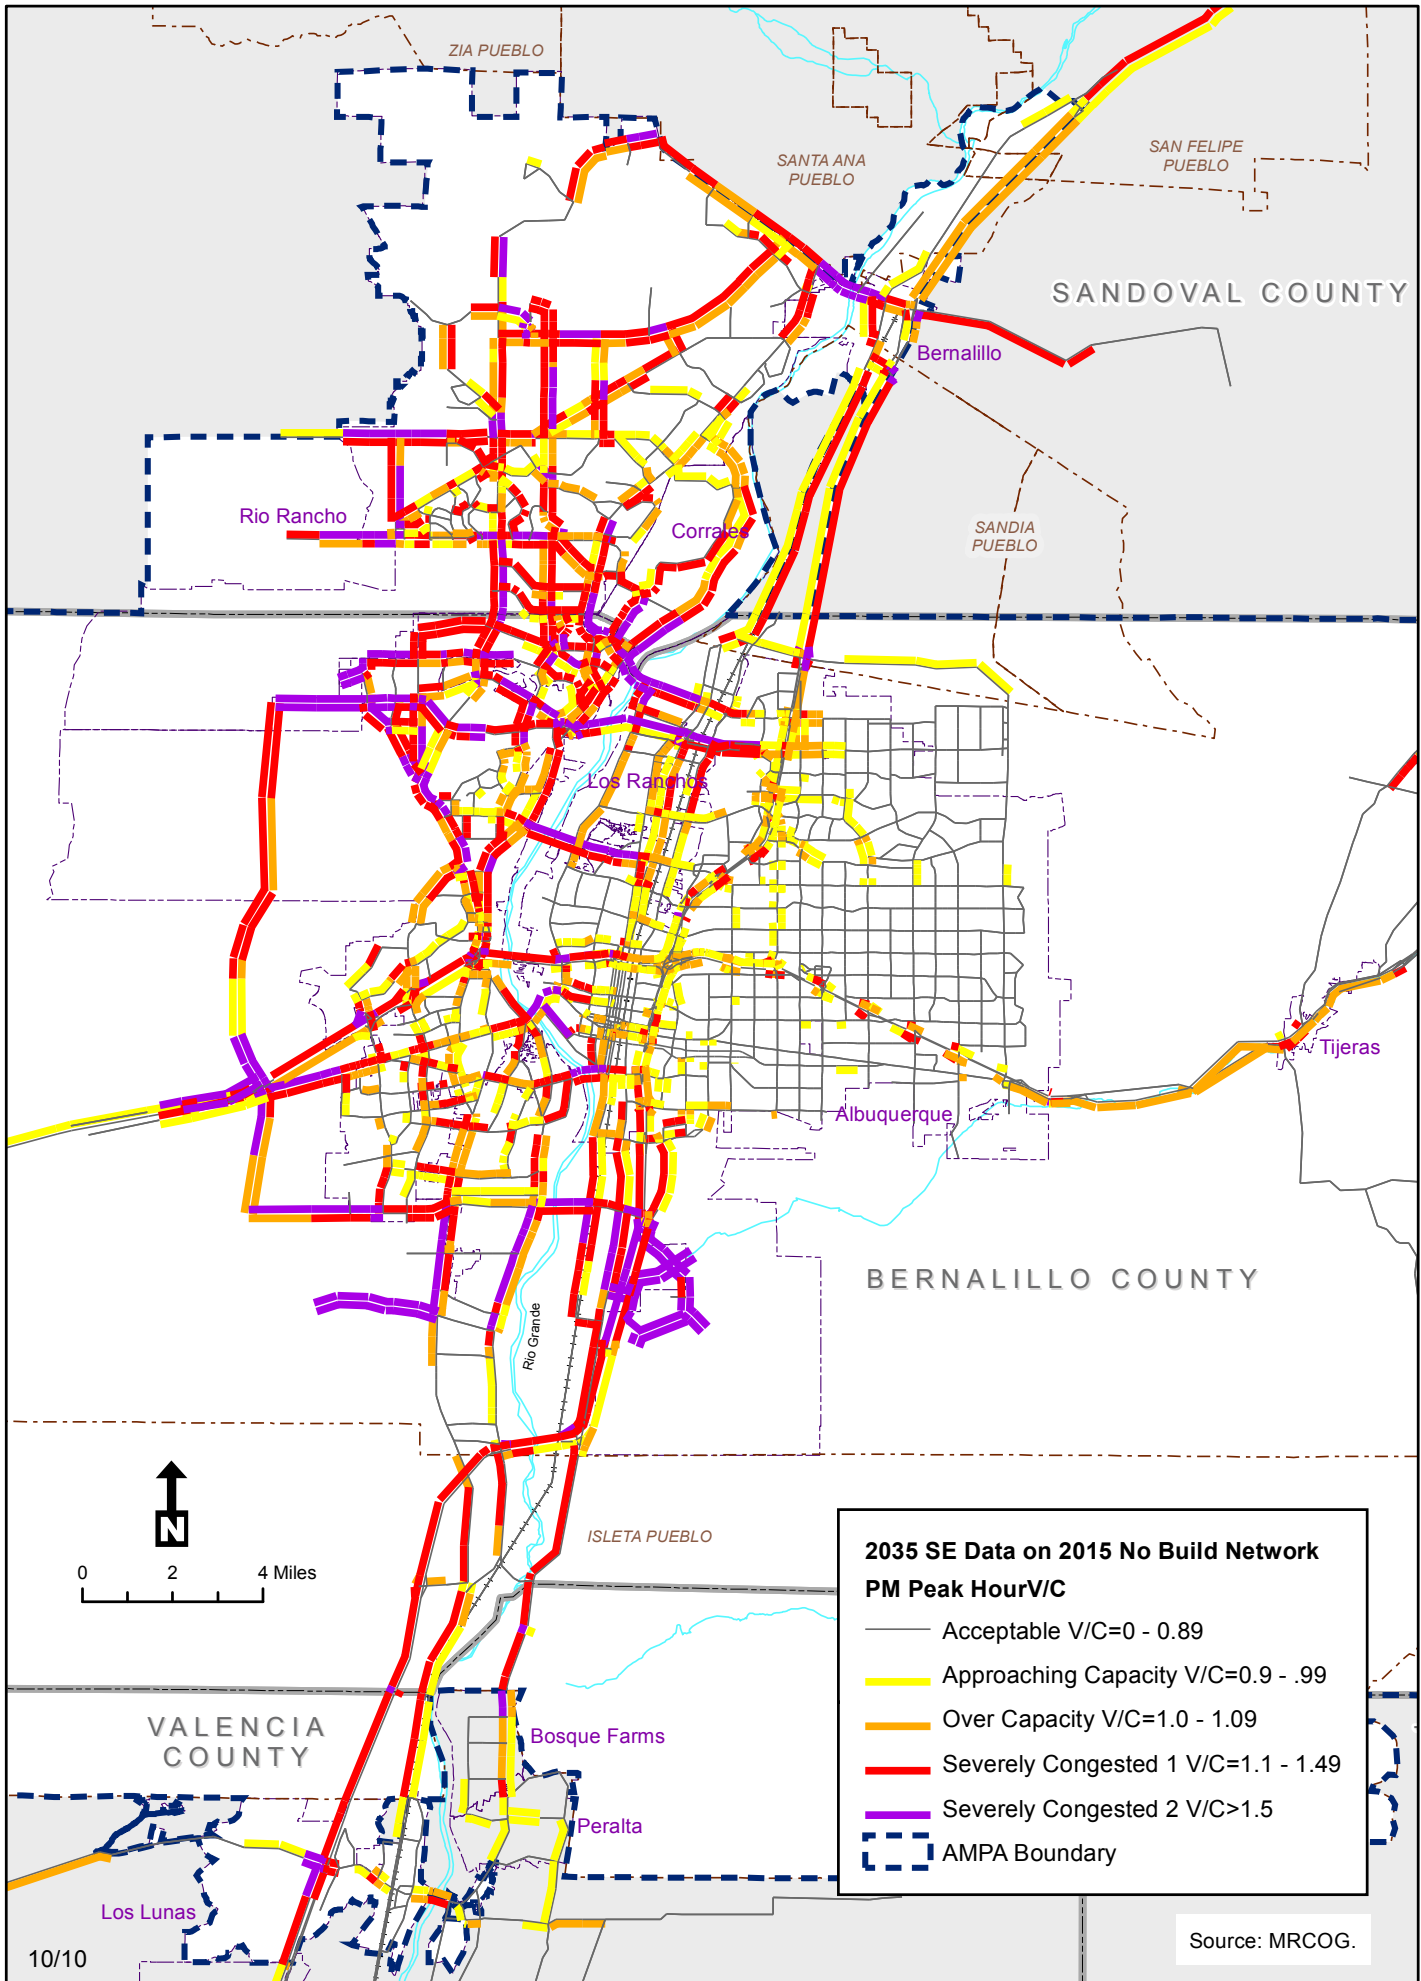 ZIA PUEBLO
SANTA ANA
PUEBLO
SAN FELIPE
PUEBLO
SANDOVAL COUNTY
Bernalillo
Rio Rancho
Corrales
SANDIA
PUEBLO
Los Ranchos
Tijeras
Albuquerque
BERNALILLO COUNTY
Rio Grande
N
0 2 4 Miles
ISLETA PUEBLO
2035 SE Data on 2015 No Build Network
PM Peak HourV/C
Acceptable V/C=0 - 0.89
Approaching Capacity V/C=0.9 - .99
Over Capacity V/C=1.0 - 1.09
Severely Congested 1 V/C=1.1 - 1.49
Severely Congested 2 V/C>1.5
AMPA Boundary
VALENCIA
COUNTY
Bosque Farms
Peralta
Los Lunas
10/10
Source: MRCOG.